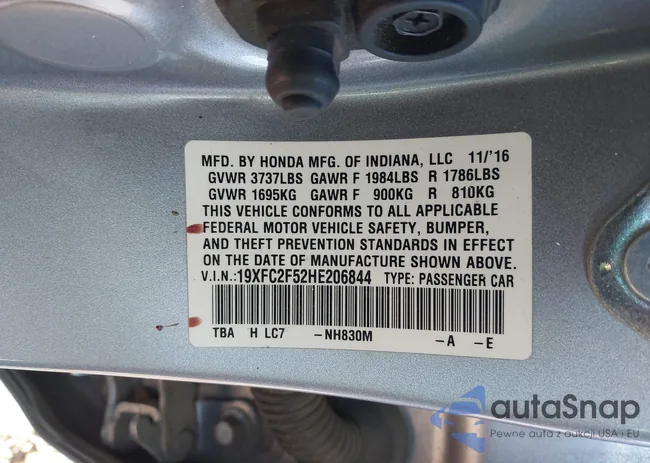 MFD. BY HONDA MFG. OF INDIANA, LLC 11/'16
GVWR 3737LBS GAWR F 1984LBS R 1786LBS
GVWR 1695KG GAWR F 900KG R 810KG
THIS VEHICLE CONFORMS TO ALL APPLICABLE
FEDERAL MOTOR VEHICLE SAFETY, BUMPER,
AND THEFT PREVENTION STANDARDS IN EFFECT
ON THE DATE OF MANUFACTURE SHOWN ABOVE.
V.I.N.:19XFC2F52HE206844 TYPE: PASSENGER CAR
TBA H LC7 -NH830M -A -E
autaSnap
Pewne auta z aukcji USA i EU